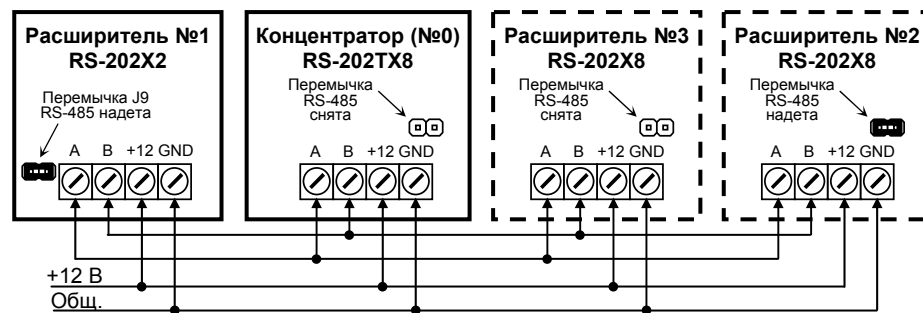 Расширитель №1
RS-202X2
Перемычка J9
RS-485 надета
A B +12 GND
Концентратор (№0)
RS-202TX8
Перемычка
RS-485
снята
A B +12 GND
Расширитель №3
RS-202X8
Перемычка
RS-485
снята
A B +12 GND
Расширитель №2
RS-202X8
Перемычка
RS-485
надета
A B +12 GND
+12 В
Общ.